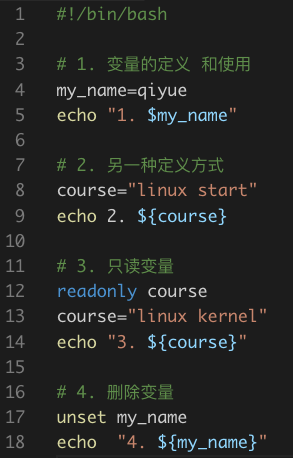 1 #!/bin/bash
2
3 # 1. 变量的定义 和使用
4 my_name=qiyue
5 echo "1. $my_name"
6
7 # 2. 另一种定义方式
8 course="linux start"
9 echo 2. ${course}
10
11 # 3. 只读变量
12 readonly course
13 course="linux kernel"
14 echo "3. ${course}"
15
16 # 4. 删除变量
17 unset my_name
18 echo  "4. ${my_name}"